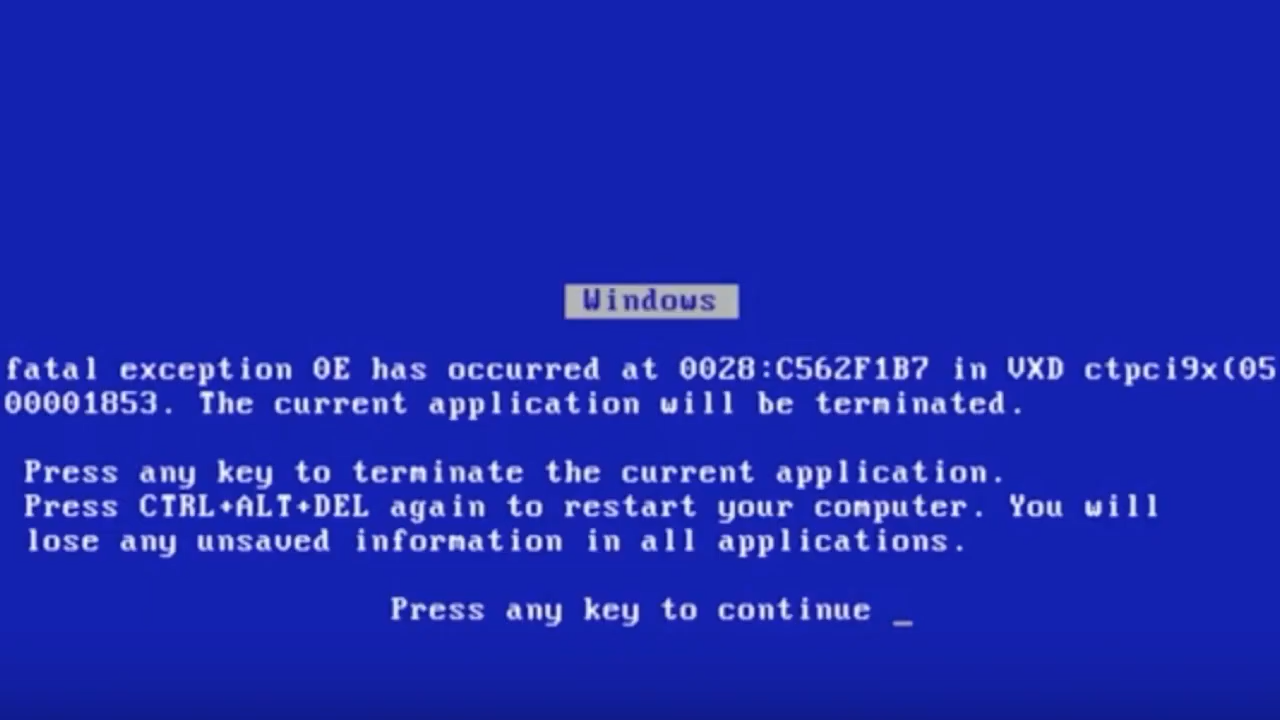 Windows
fatal exception 0E has occurred at 0028:C562F1B7 in VXD ctpci9x(05
00001853. The current application will be terminated.
Press any key to terminate the current application.
Press CTRL+ALT+DEL again to restart your computer. You will
lose any unsaved information in all applications.
Press any key to continue _